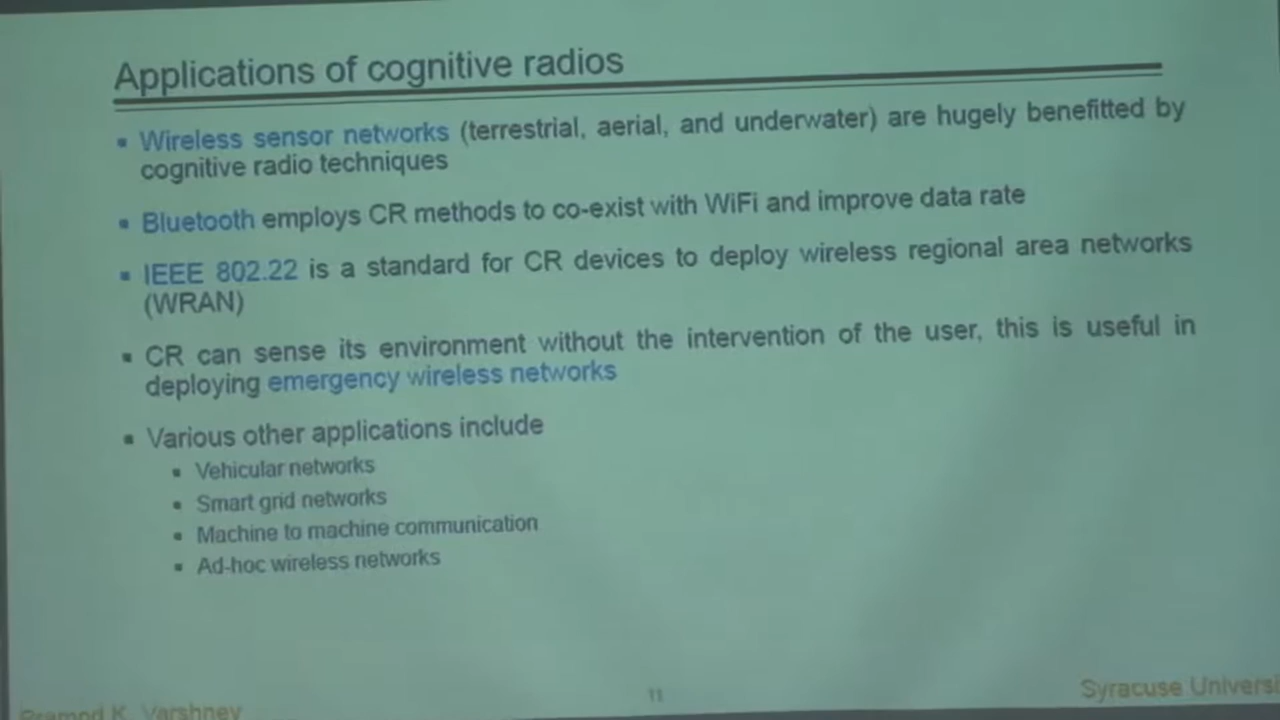 Applications of cognitive radios
▪ Wireless sensor networks (terrestrial, aerial, and underwater) are hugely benefitted by
cognitive radio techniques
▪ Bluetooth employs CR methods to co-exist with WiFi and improve data rate
▪ IEEE 802.22 is a standard for CR devices to deploy wireless regional area networks
(WRAN)
▪ CR can sense its environment without the intervention of the user, this is useful in
deploying emergency wireless networks
▪ Various other applications include
▪ Vehicular networks
▪ Smart grid networks
▪ Machine to machine communication
▪ Ad-hoc wireless networks
Pramod K. Varshney
11
Syracuse Universi